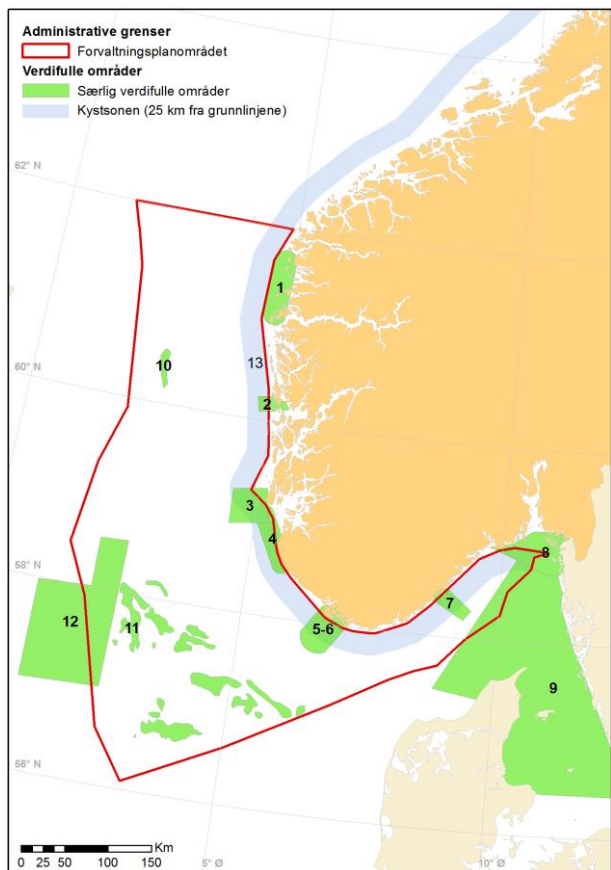 Administrative grenser
Forvaltningsplanområdet
Verdifulle områder
Særlig verdifulle områder
Kystsonen (25 km fra grunnlinjene)
62° N
1
60° N
10
13
2
3
4
58° N
8
7
5-6
12
11
9
56° N
Km
0 25 50 100 150
5° Ø
10° Ø